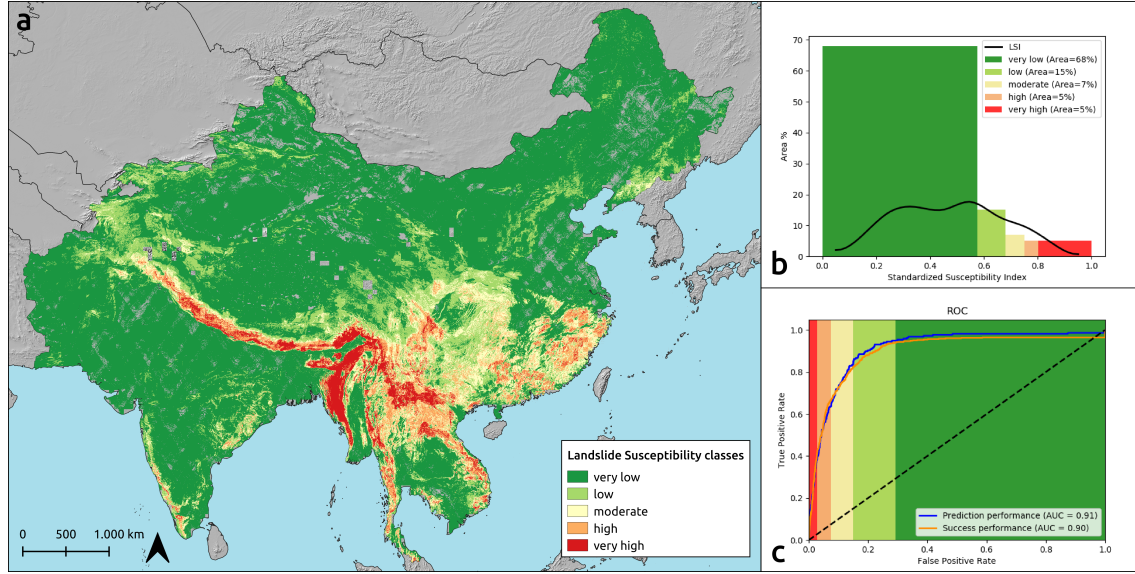 a
Landslide Susceptibility classes
very low
low
moderate
high
very high
0 500 1.000 km
b
70
60
50
40
30
20
10
0
Area %
0.0 0.2 0.4 0.6 0.8 1.0
Standardized Susceptibility Index
LSI
very low (Area=68%)
low (Area=15%)
moderate (Area=7%)
high (Area=5%)
very high (Area=5%)
c
ROC
1.0
0.8
0.6
0.4
0.2
0.0
True Positive Rate
Prediction performance (AUC = 0.91)
Success performance (AUC = 0.90)
0.0 0.2 0.4 0.6 0.8 1.0
False Positive Rate